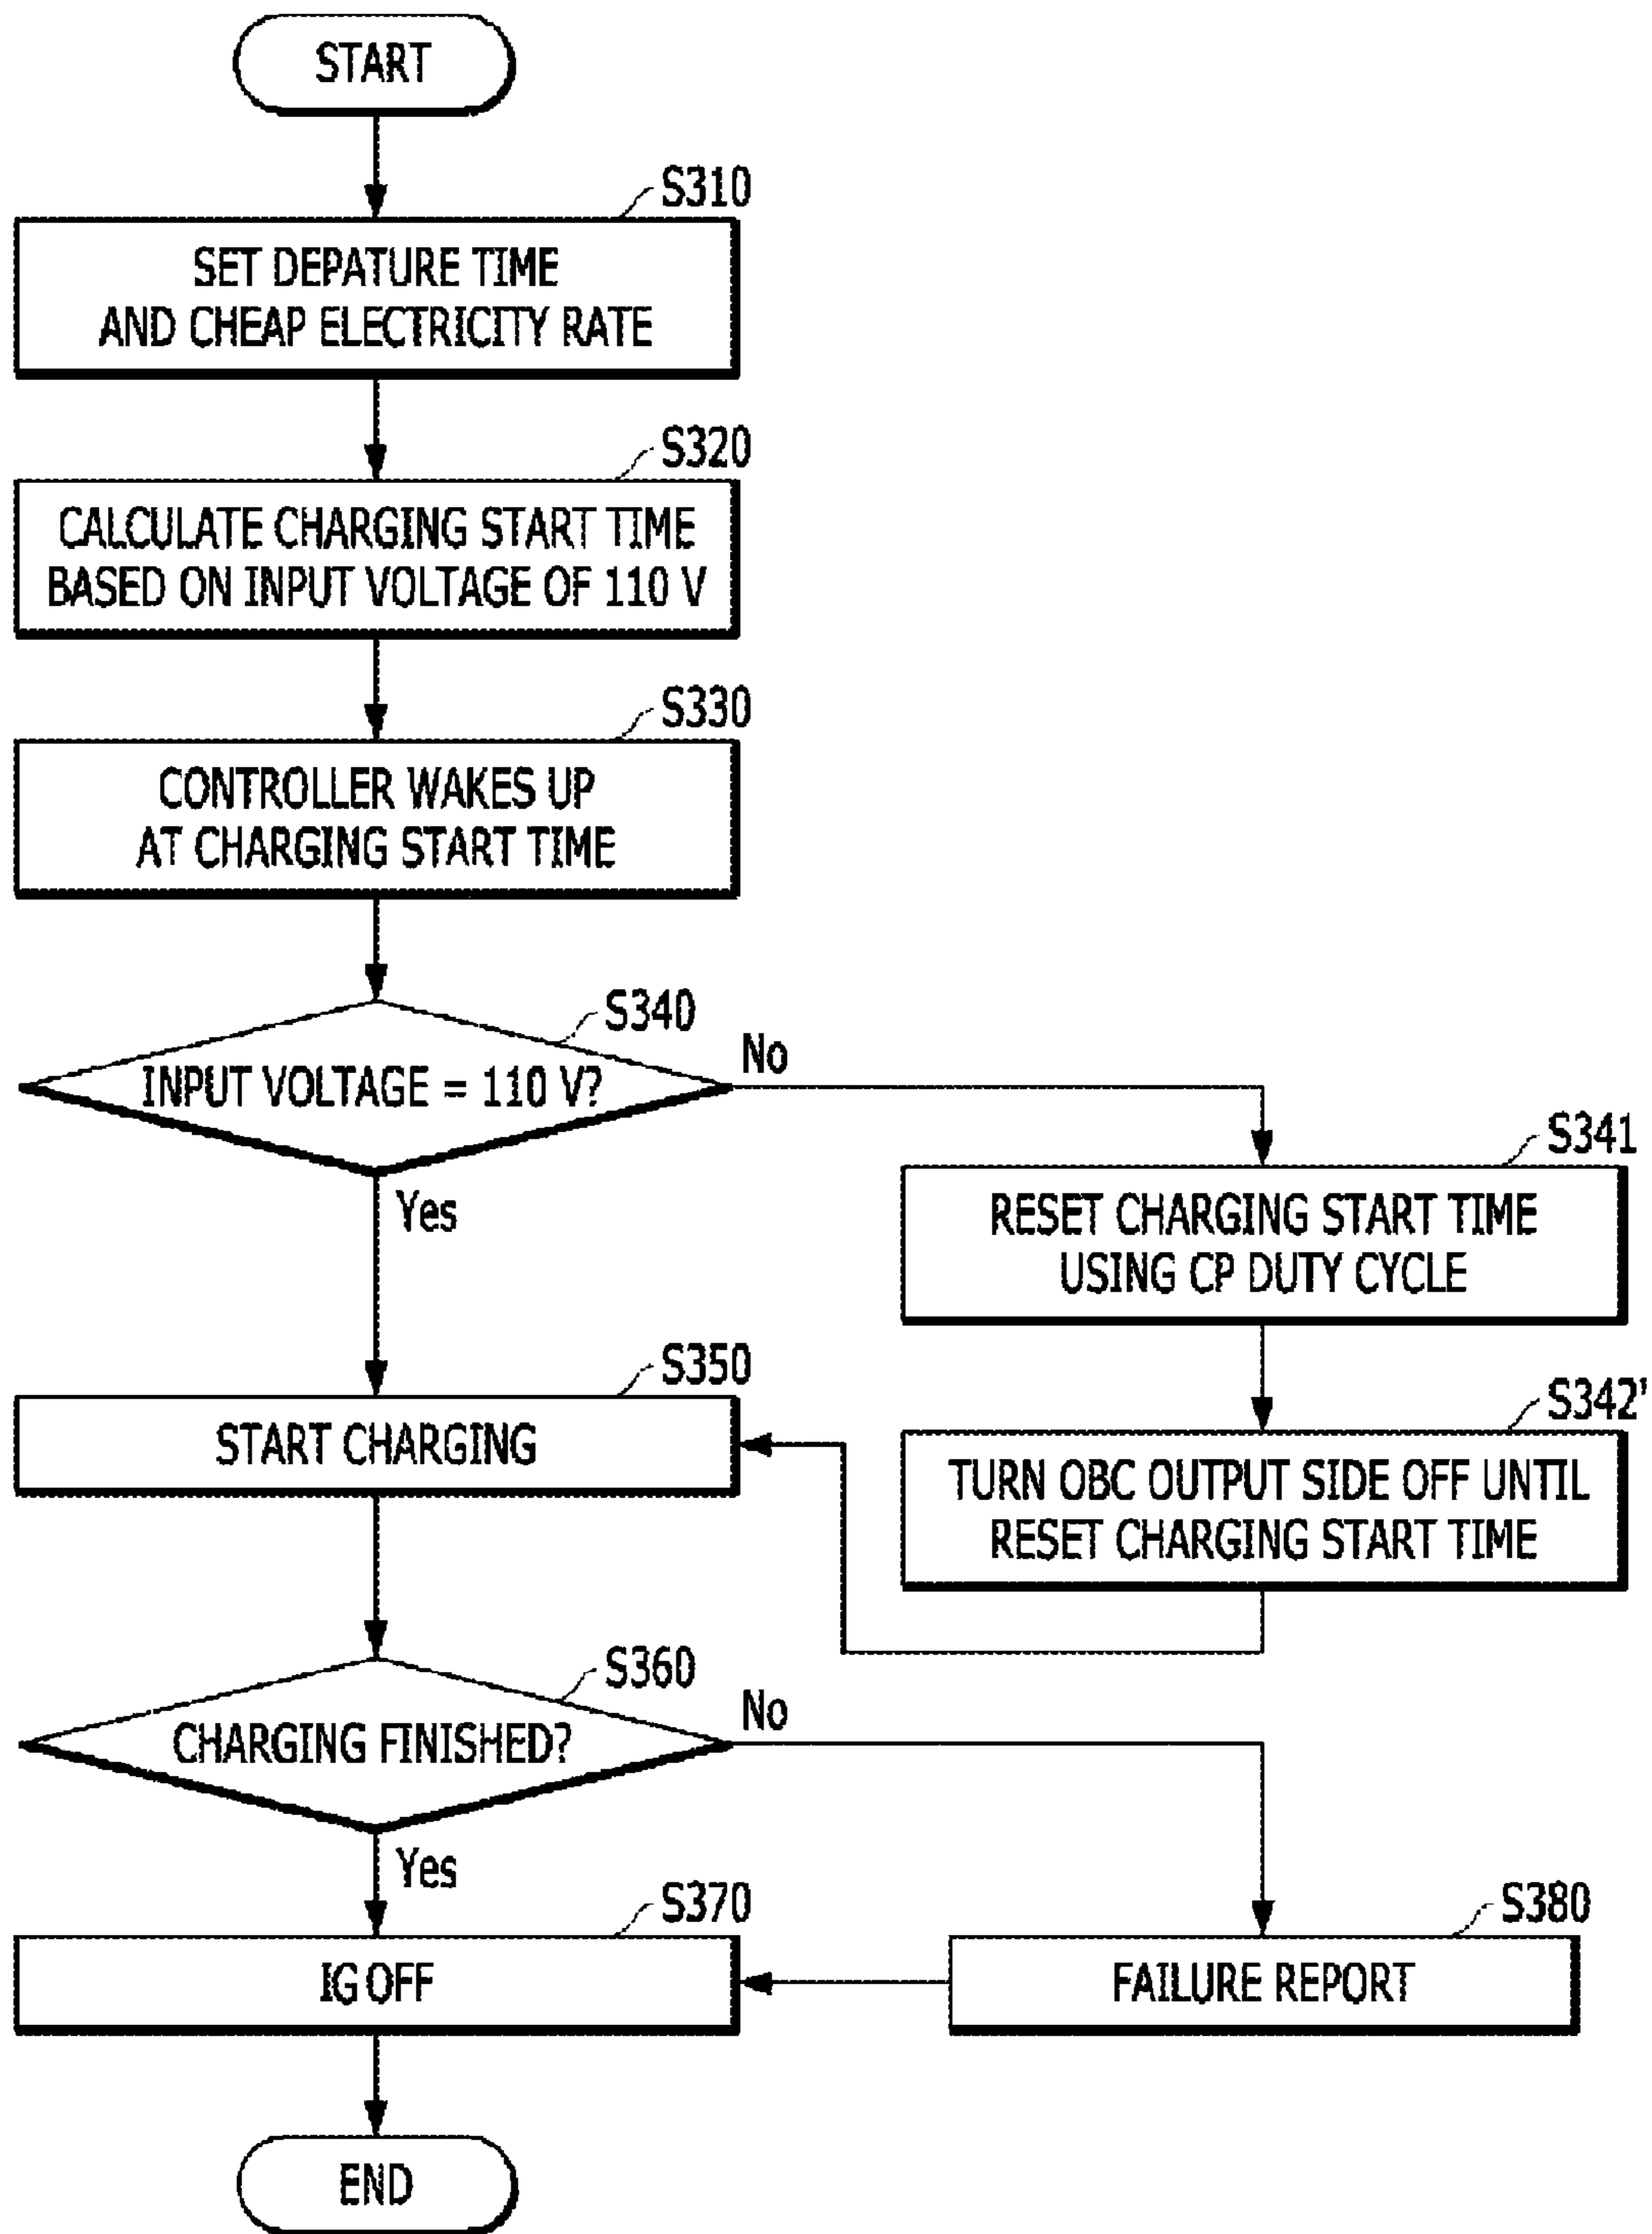 START
S310
SET DEPATURE TIME
AND CHEAP ELECTRICITY RATE
S320
CALCULATE CHARGING START TIME
BASED ON INPUT VOLTAGE OF 110 V
S330
CONTROLLER WAKES UP
AT CHARGING START TIME
S340
INPUT VOLTAGE = 110 V?
No
Yes
S341
RESET CHARGING START TIME
USING CP DUTY CYCLE
S342'
TURN OBC OUTPUT SIDE OFF UNTIL
RESET CHARGING START TIME
S350
START CHARGING
S360
CHARGING FINISHED?
No
Yes
S370
IG OFF
S380
FAILURE REPORT
END